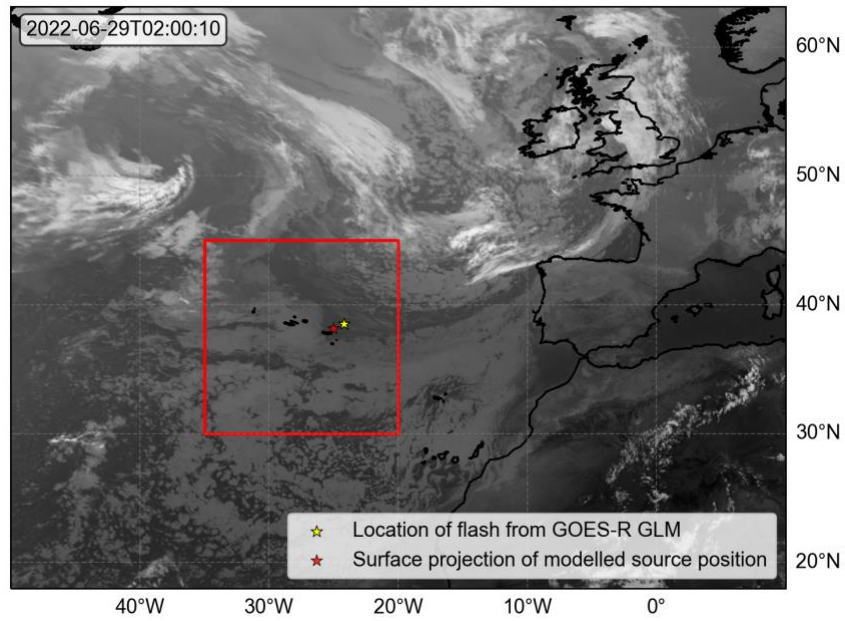 2022-06-29T02:00:10
60°N
50°N
40°N
30°N
20°N
Location of flash from GOES-R GLM
Surface projection of modelled source position
40°W
30°W
20°W
10°W
0°